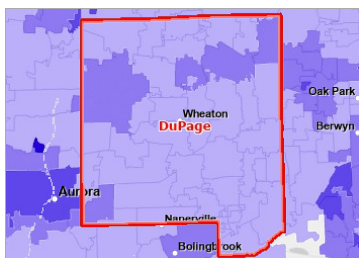 Oak Park
Wheaton
DuPage
Berwyn
Aurora
Naperville
Bolingbrook